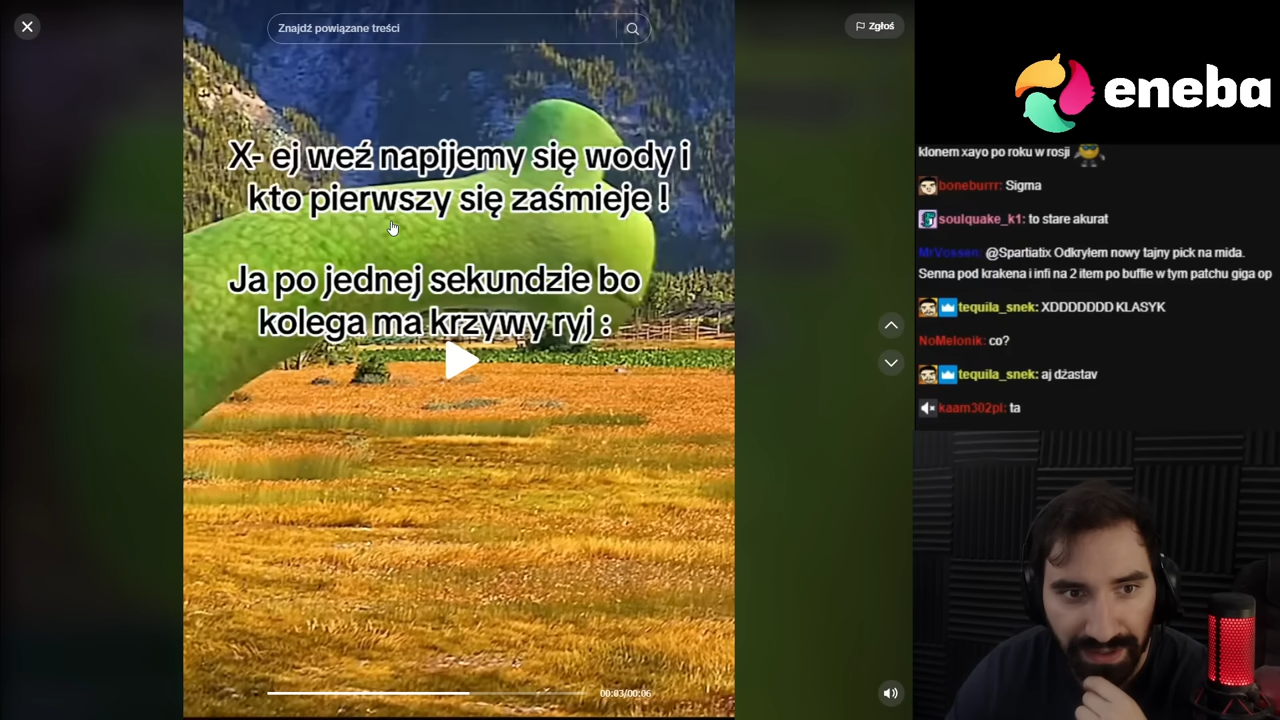 Znajdź powiązane treści
Zgłoś
X- ej weź napijemy się wody i
kto pierwszy się zaśmieje !
Ja po jednej sekundzie bo
kolega ma krzywy ryj :
00:03/00:06
eneba
klonem xayo po roku w rosji
boneburrr: Sigma
soulquake_k1: to stare akurat
MrVossen: @Spartiatix Odkryłem nowy tajny pick na mida.
Senna pod krakena i infi na 2 item po buffie w tym patchu giga op
tequila_snek: XDDDDDDD KLASYK
NoMelonik: co?
tequila_snek: aj dżastav
kaam302pl: ta